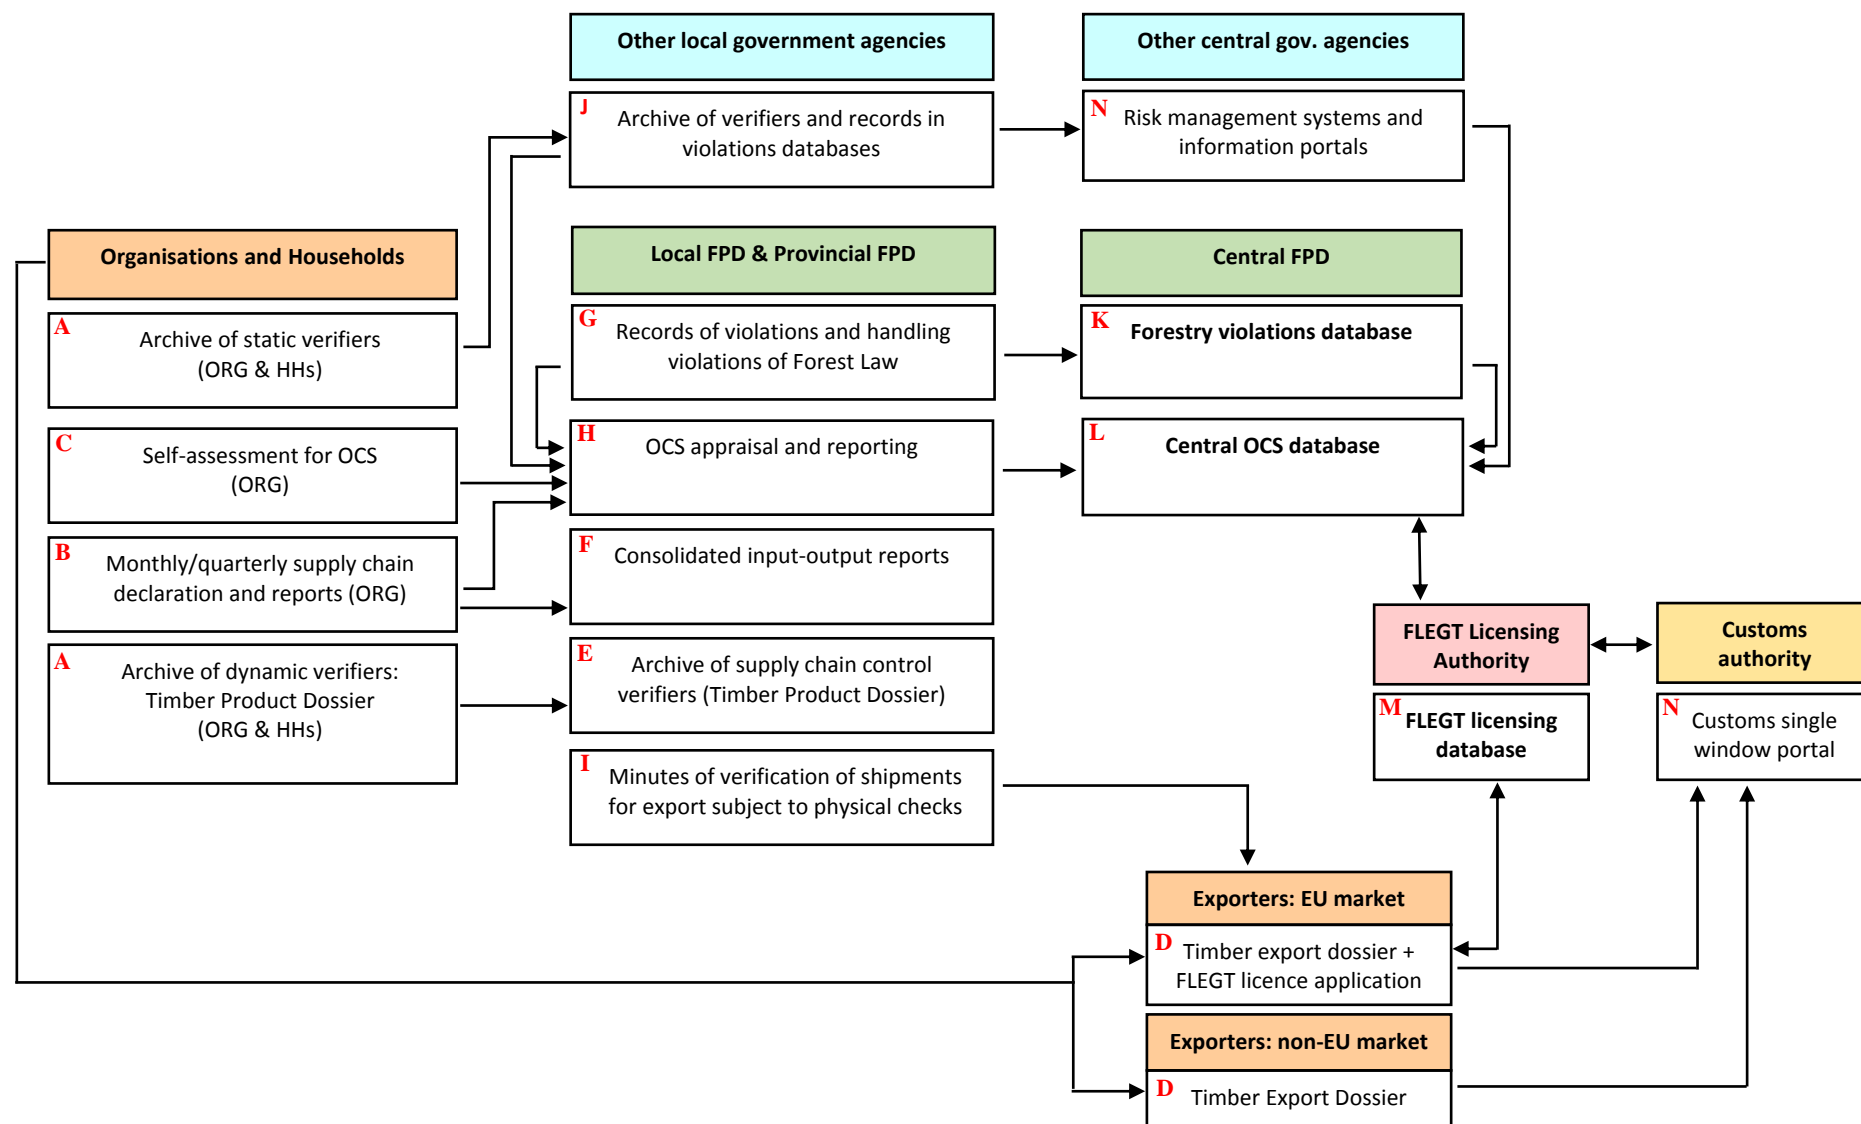 Other local government agencies
Other central gov. agencies
J
Archive of verifiers and records in
violations databases
N
Risk management systems and
information portals
Organisations and Households
Local FPD & Provincial FPD
Central FPD
A
Archive of static verifiers
(ORG & HHs)
G
Records of violations and handling
violations of Forest Law
K
Forestry violations database
C
Self-assessment for OCS
(ORG)
H
OCS appraisal and reporting
L
Central OCS database
B
Monthly/quarterly supply chain
declaration and reports (ORG)
F
Consolidated input-output reports
A
Archive of dynamic verifiers:
Timber Product Dossier
(ORG & HHs)
E
Archive of supply chain control
verifiers (Timber Product Dossier)
FLEGT Licensing
Authority
Customs
authority
M
FLEGT licensing
database
N
Customs single
window portal
I
Minutes of verification of shipments
for export subject to physical checks
Exporters: EU market
D
Timber export dossier +
FLEGT licence application
Exporters: non-EU market
D
Timber Export Dossier